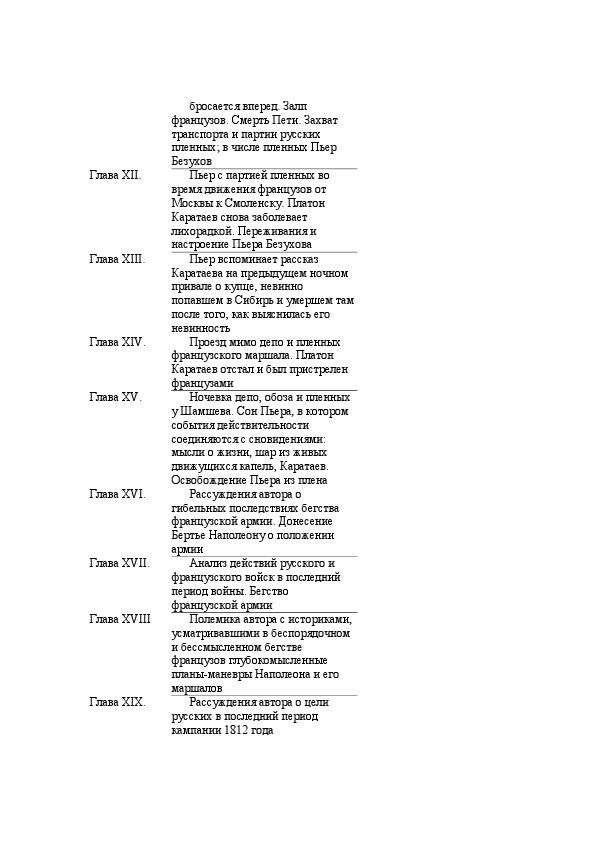 бросается вперед. Залп
французов. Смерть Пети. Захват
транспорта и партии русских
пленных; в числе пленных Пьер
Безухов
Глава XII. Пьер с партией пленных во
время движения французов от
Москвы к Смоленску. Платон
Каратаев снова заболевает
лихорадкой. Переживания и
настроение Пьера Безухова
Глава XIII. Пьер вспоминает рассказ
Каратаева на предыдущем ночном
привале о купце, невинно
попавшем в Сибирь и умершем там
после того, как выяснилась его
невинность
Глава XIV. Проезд мимо депо и пленных
французского маршала. Платон
Каратаев отстал и был пристрелен
французами
Глава XV. Ночевка депо, обоза и пленных
у Шамшева. Сон Пьера, в котором
события действительности
соединяются с сновидениями:
мысли о жизни, шар из живых
движущихся капель, Каратаев.
Освобождение Пьера из плена
Глава XVI. Рассуждения автора о
гибельных последствиях бегства
французской армии. Донесение
Бертье Наполеону о положении
армии
Глава XVII. Анализ действий русского и
французского войск в последний
период войны. Бегство
французской армии
Глава XVIII Полемика автора с историками,
усматривавшими в беспорядочном
и бессмысленном бегстве
французов глубокомысленные
планы-маневры Наполеона и его
маршалов
Глава XIX. Рассуждения автора о цели
русских в последний период
кампании 1812 года